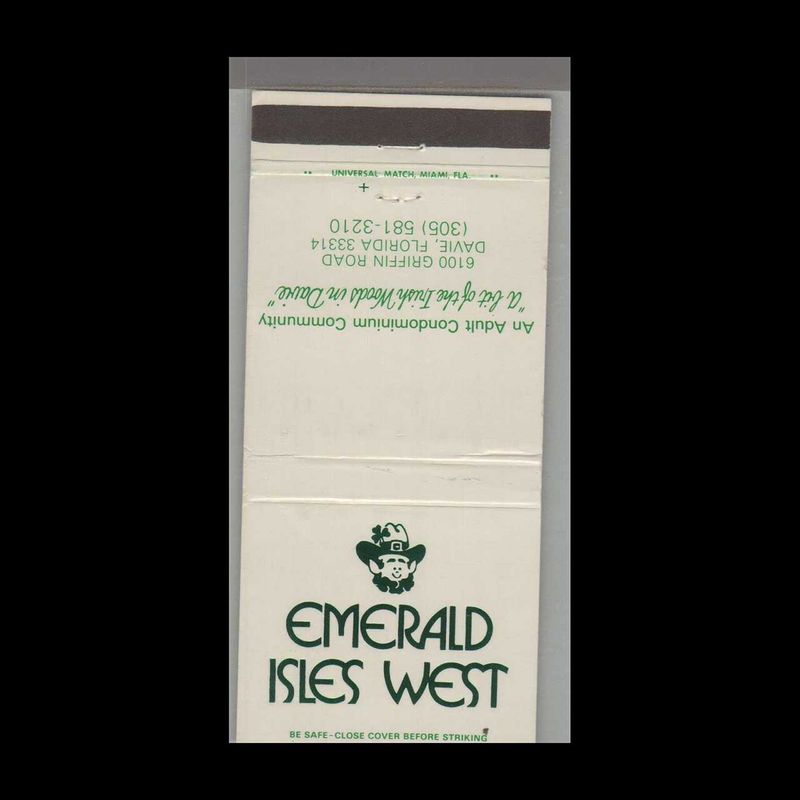 UNIVERSAL MATCH, MIAMI, FLA.
An Adult Condominium Community
"a bit of the Irish Woods in Davie"
6100 GRIFFIN ROAD
DAVIE, FLORIDA 33314
(305) 581-3210
EMERALD
ISLES WEST
BE SAFE-CLOSE COVER BEFORE STRIKING